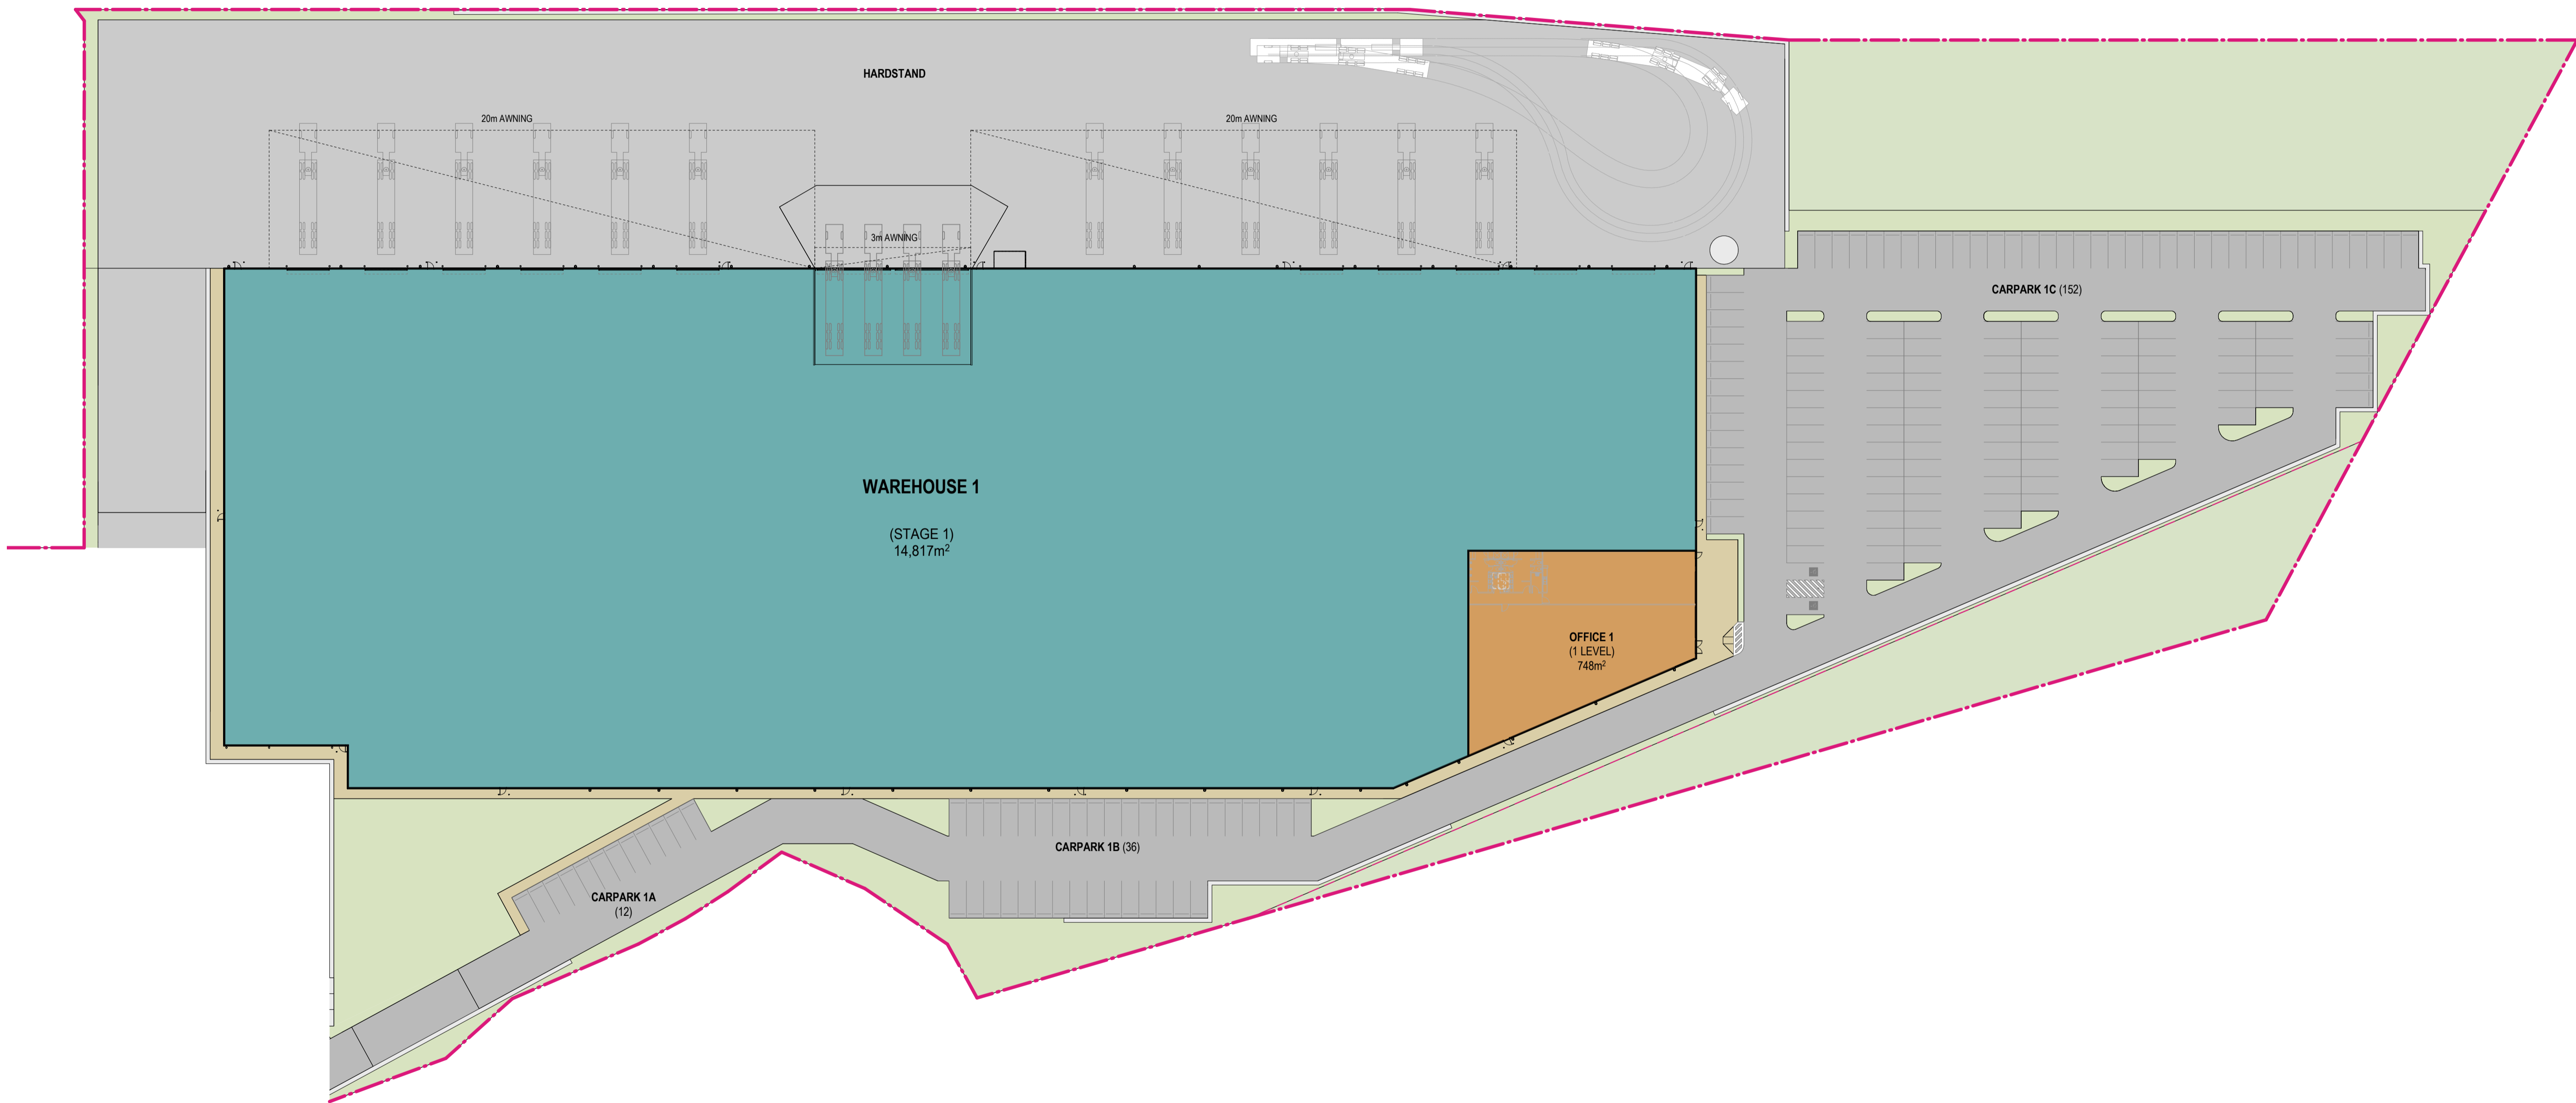 HARDSTAND
20m AWNING
20m AWNING
3m AWNING
CARPARK 1C (152)
WAREHOUSE 1
(STAGE 1)
14,817m²
OFFICE 1
(1 LEVEL)
748m²
CARPARK 1B (36)
CARPARK 1A
(12)